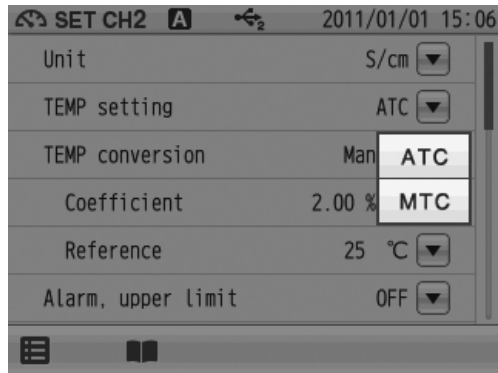 SET CH2 A 2 2011/01/01 15:06
Unit S/cm
TEMP setting ATC
TEMP conversion Man ATC
Coefficient 2.00 % MTC
Reference 25 ℃
Alarm, upper limit OFF